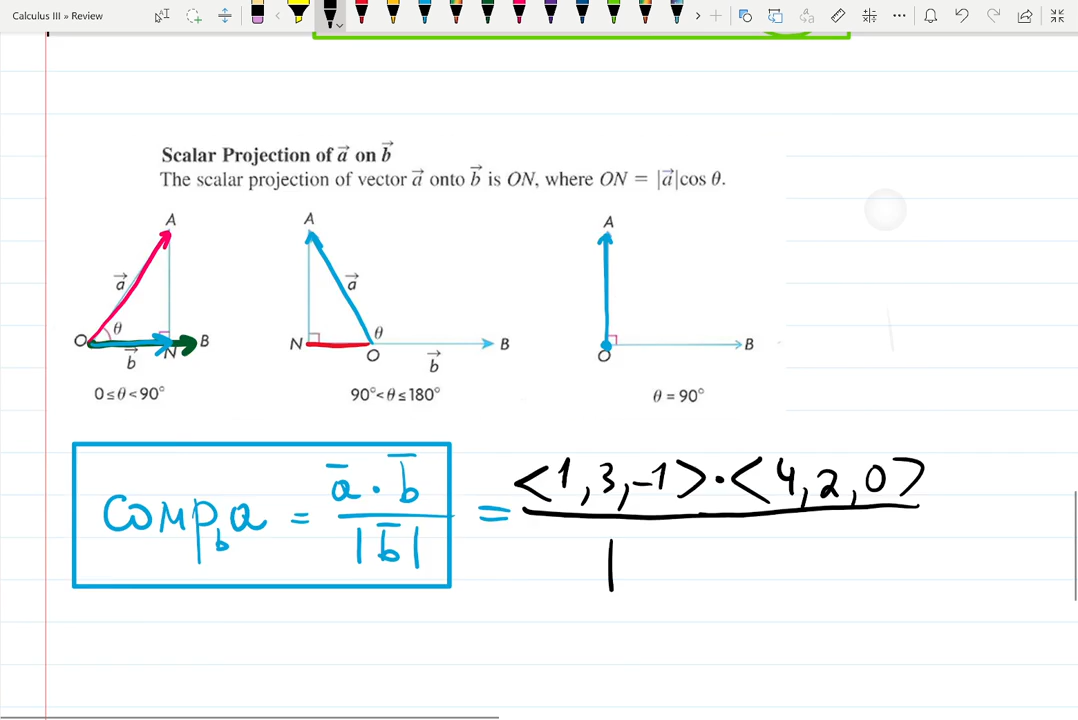 Calculus III » Review
Scalar Projection of a⃗ on b⃗
The scalar projection of vector a⃗ onto b⃗ is ON, where ON = |a⃗|cos θ.
A
a⃗
θ
O
N
B
b⃗
0 ≤ θ < 90°
A
a⃗
θ
N
O
B
b⃗
90° < θ ≤ 180°
A
O
B
θ = 90°
comp_b a = a̅ · b̅ / |b̅| = <1, 3, -1> · <4, 2, 0>
|